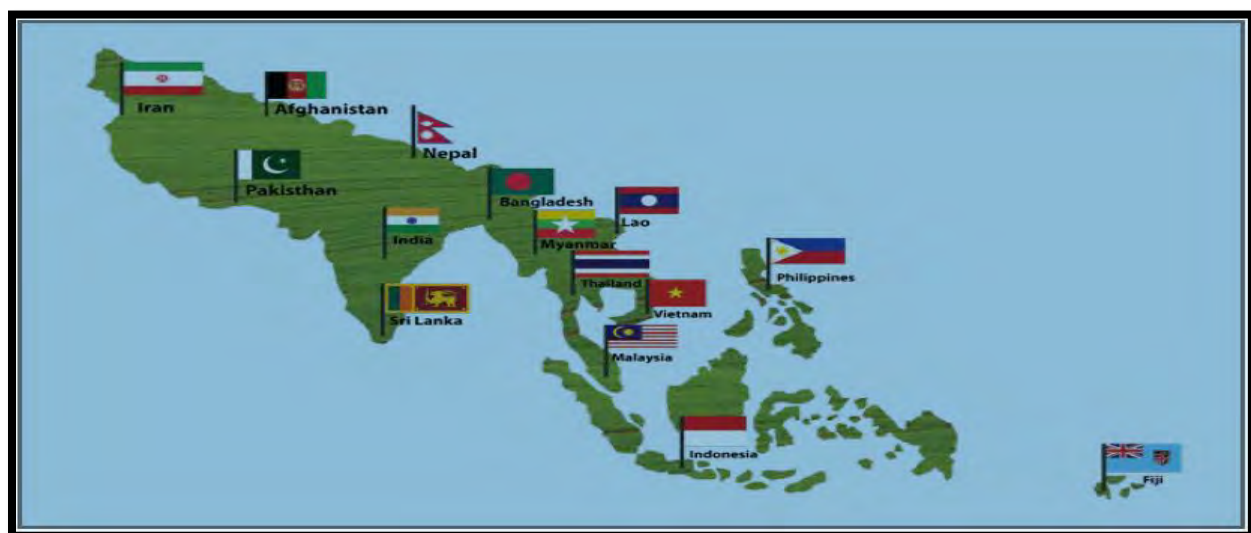 Iran
Afghanistan
Nepal
Pakisthan
Bangladesh
Lao
India
Myanmar
Philippines
Thailand
Sri Lanka
Vietnam
Malaysia
Indonesia
Fiji